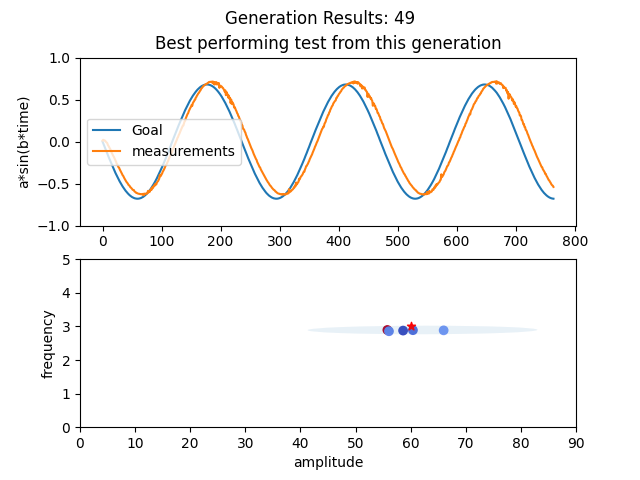 Generation Results: 49
Best performing test from this generation
1.0
0.5
0.0
−0.5
−1.0
a*sin(b*time)
Goal
measurements
0 100 200 300 400 500 600 700 800
5
4
3
2
1
0
frequency
0 10 20 30 40 50 60 70 80 90
amplitude